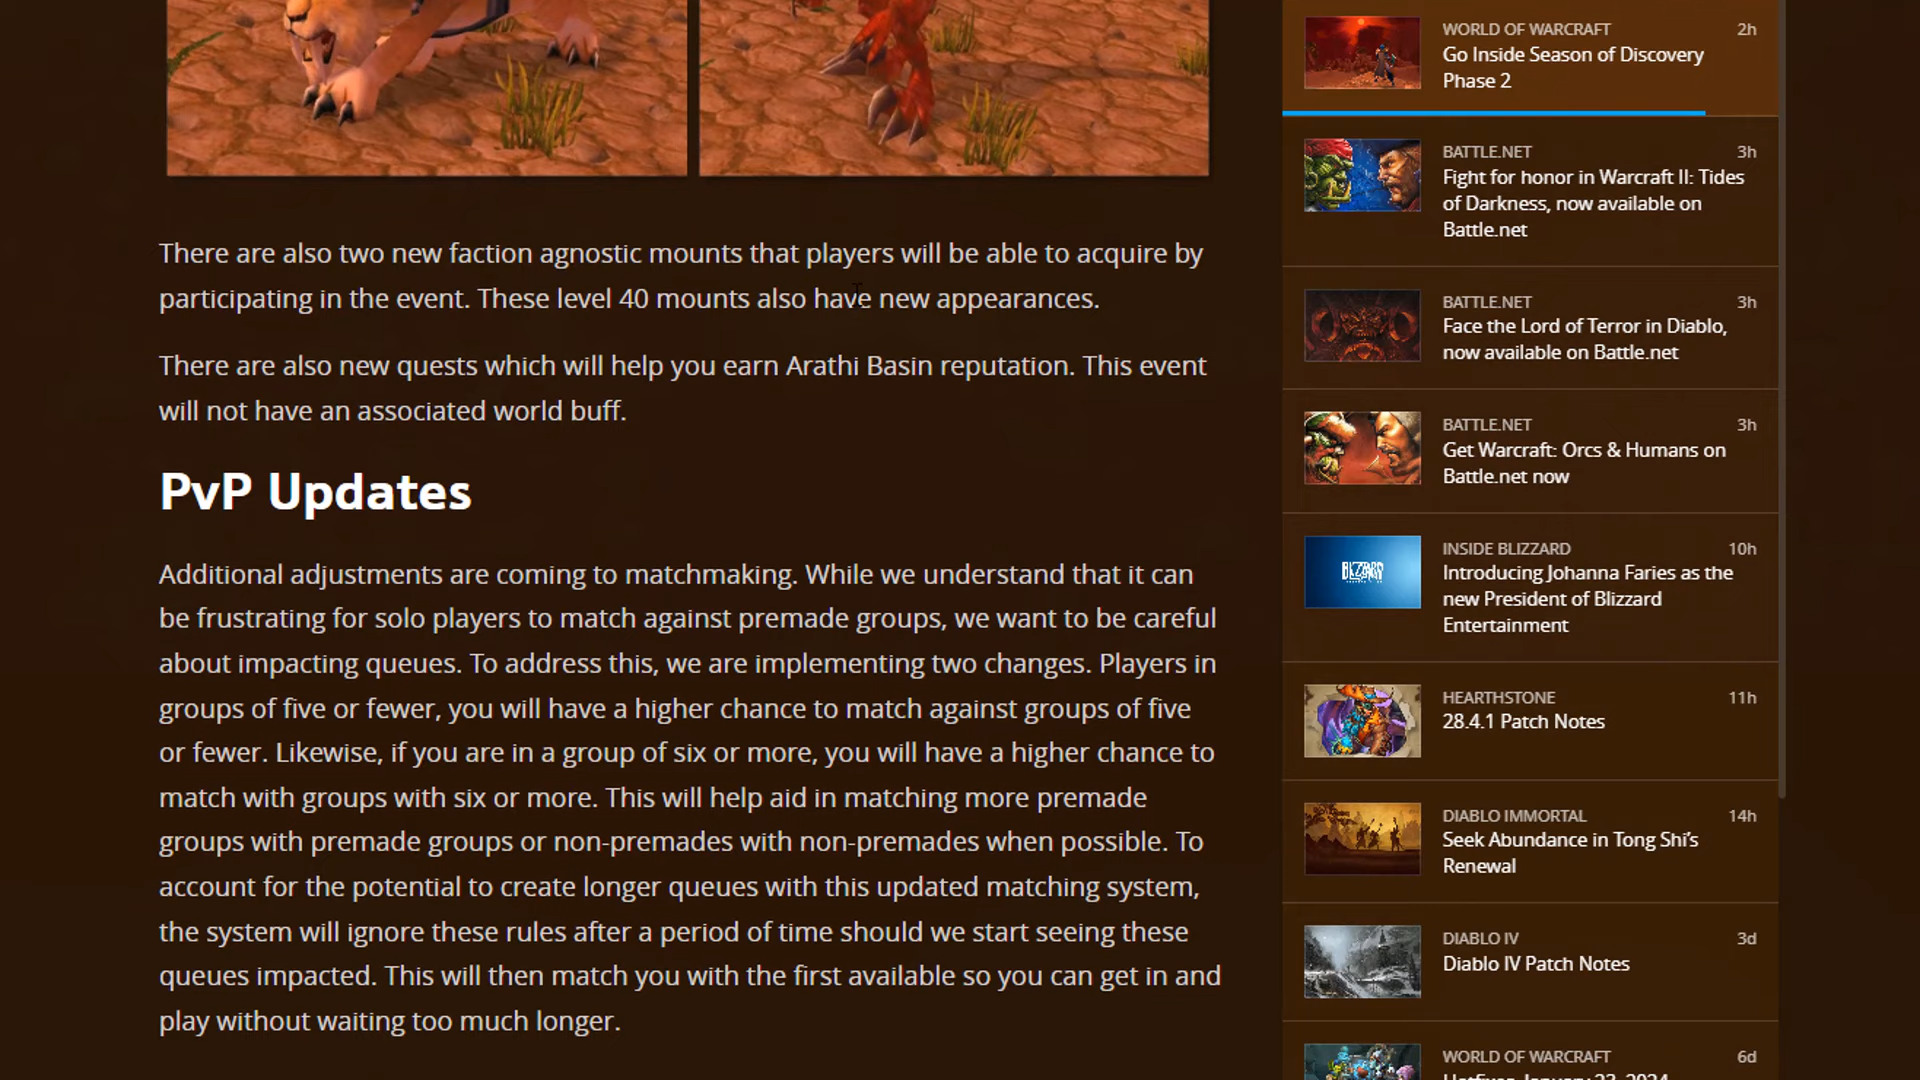 There are also two new faction agnostic mounts that players will be able to acquire by
participating in the event. These level 40 mounts also have new appearances.
There are also new quests which will help you earn Arathi Basin reputation. This event
will not have an associated world buff.
PvP Updates
Additional adjustments are coming to matchmaking. While we understand that it can
be frustrating for solo players to match against premade groups, we want to be careful
about impacting queues. To address this, we are implementing two changes. Players in
groups of five or fewer, you will have a higher chance to match against groups of five
or fewer. Likewise, if you are in a group of six or more, you will have a higher chance to
match with groups with six or more. This will help aid in matching more premade
groups with premade groups or non-premades with non-premades when possible. To
account for the potential to create longer queues with this updated matching system,
the system will ignore these rules after a period of time should we start seeing these
queues impacted. This will then match you with the first available so you can get in and
play without waiting too much longer.
WORLD OF WARCRAFT 2h
Go Inside Season of Discovery
Phase 2
BATTLE.NET 3h
Fight for honor in Warcraft II: Tides
of Darkness, now available on
Battle.net
BATTLE.NET 3h
Face the Lord of Terror in Diablo,
now available on Battle.net
BATTLE.NET 3h
Get Warcraft: Orcs & Humans on
Battle.net now
BLIZZARD
INSIDE BLIZZARD 10h
Introducing Johanna Faries as the
new President of Blizzard
Entertainment
HEARTHSTONE 11h
28.4.1 Patch Notes
DIABLO IMMORTAL 14h
Seek Abundance in Tong Shi's
Renewal
DIABLO IV 3d
Diablo IV Patch Notes
WORLD OF WARCRAFT 6d
Hotfixes: January 23, 2024